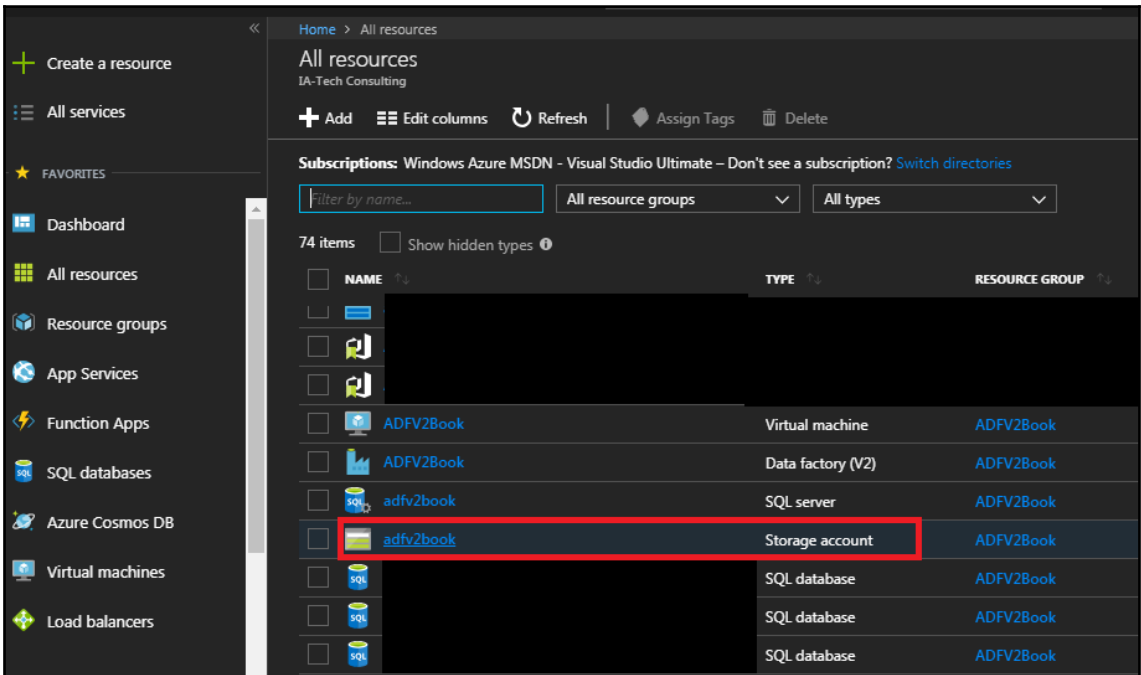 «
Create a resource
All services
FAVORITES
Dashboard
All resources
Resource groups
App Services
Function Apps
SQL databases
Azure Cosmos DB
Virtual machines
Load balancers
Home > All resources
All resources
IA-Tech Consulting
Add Edit columns Refresh Assign Tags Delete
Subscriptions: Windows Azure MSDN - Visual Studio Ultimate – Don't see a subscription? Switch directories
Filter by name... All resource groups All types
74 items Show hidden types
NAME TYPE RESOURCE GROUP
ADFV2Book Virtual machine ADFV2Book
ADFV2Book Data factory (V2) ADFV2Book
adfv2book SQL server ADFV2Book
adfv2book Storage account ADFV2Book
SQL database ADFV2Book
SQL database ADFV2Book
SQL database ADFV2Book